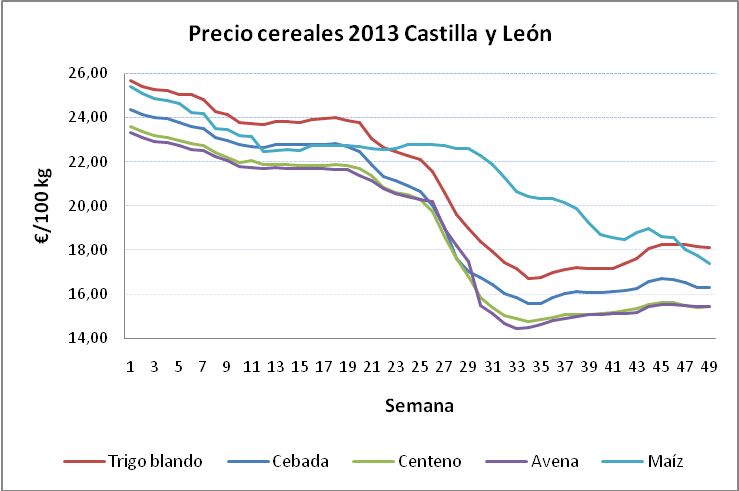 Precio cereales 2013 Castilla y León
€/100 kg
26,00
24,00
22,00
20,00
18,00
16,00
14,00
1 3 5 7 9 11 13 15 17 19 21 23 25 27 29 31 33 35 37 39 41 43 45 47 49
Semana
Trigo blando Cebada Centeno Avena Maíz